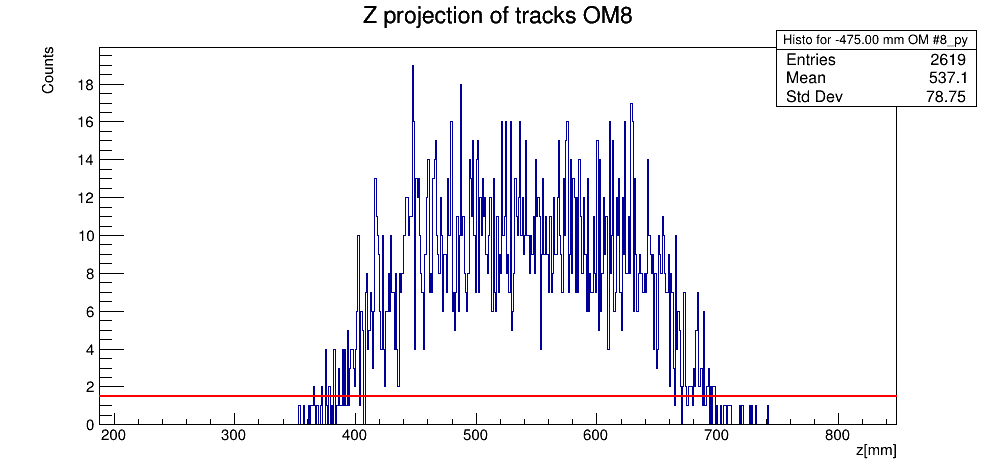 Z projection of tracks OM8
Histo for -475.00 mm OM #8_py
Entries 2619
Mean 537.1
Std Dev 78.75
Counts
18
16
14
12
10
8
6
4
2
0
200 300 400 500 600 700 800
z[mm]